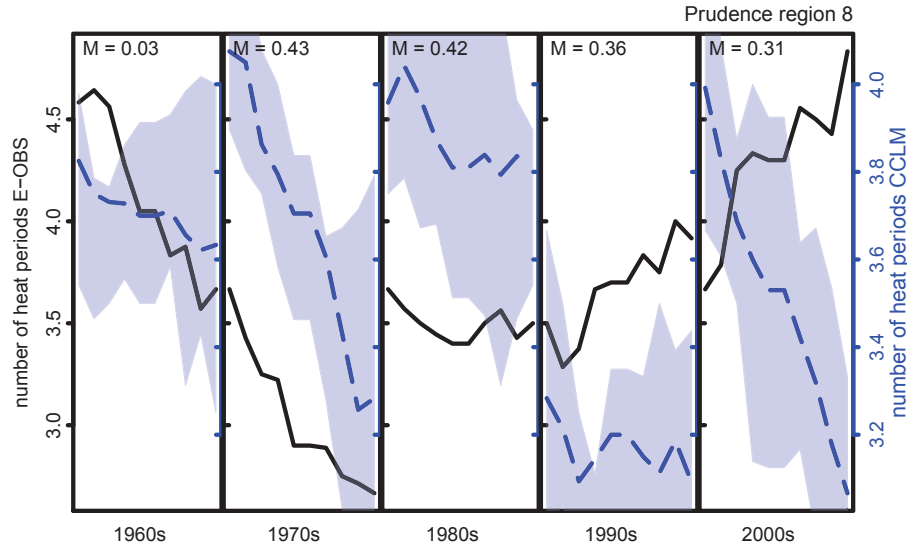 Prudence region 8
M = 0.03
M = 0.43
M = 0.42
M = 0.36
M = 0.31
number of heat periods E−OBS
4.5
4.0
3.5
3.0
4.0
3.8
3.6
3.4
3.2
number of heat periods CCLM
1960s
1970s
1980s
1990s
2000s